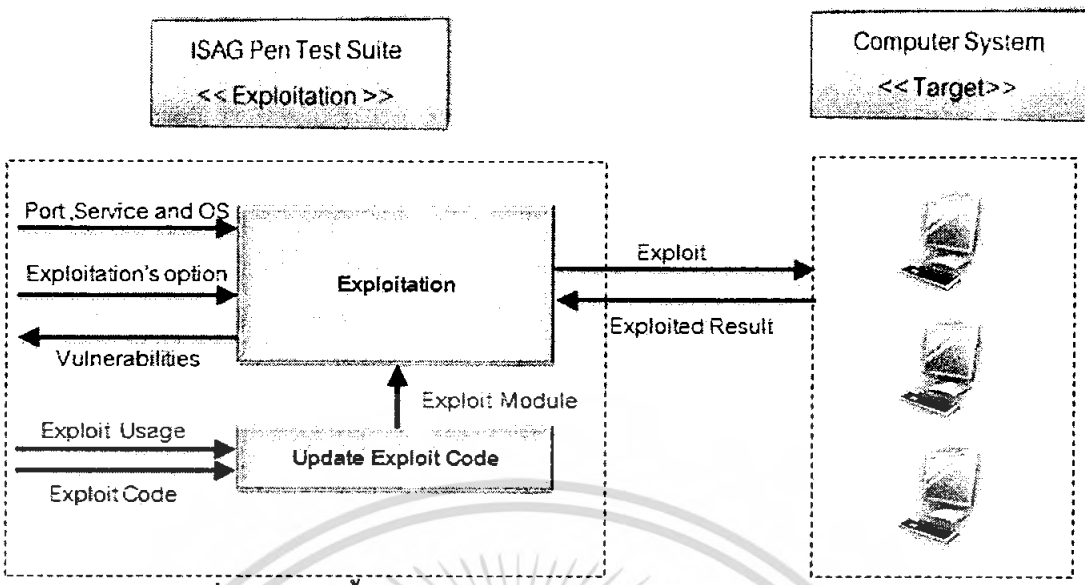 ISAG Pen Test Suite
<< Exploitation >>
Computer System
<< Target>>
Port ,Service and OS
Exploitation's option
Vulnerabilities
Exploitation
Exploit
Exploited Result
Exploit Module
Exploit Usage
Exploit Code
Update Exploit Code